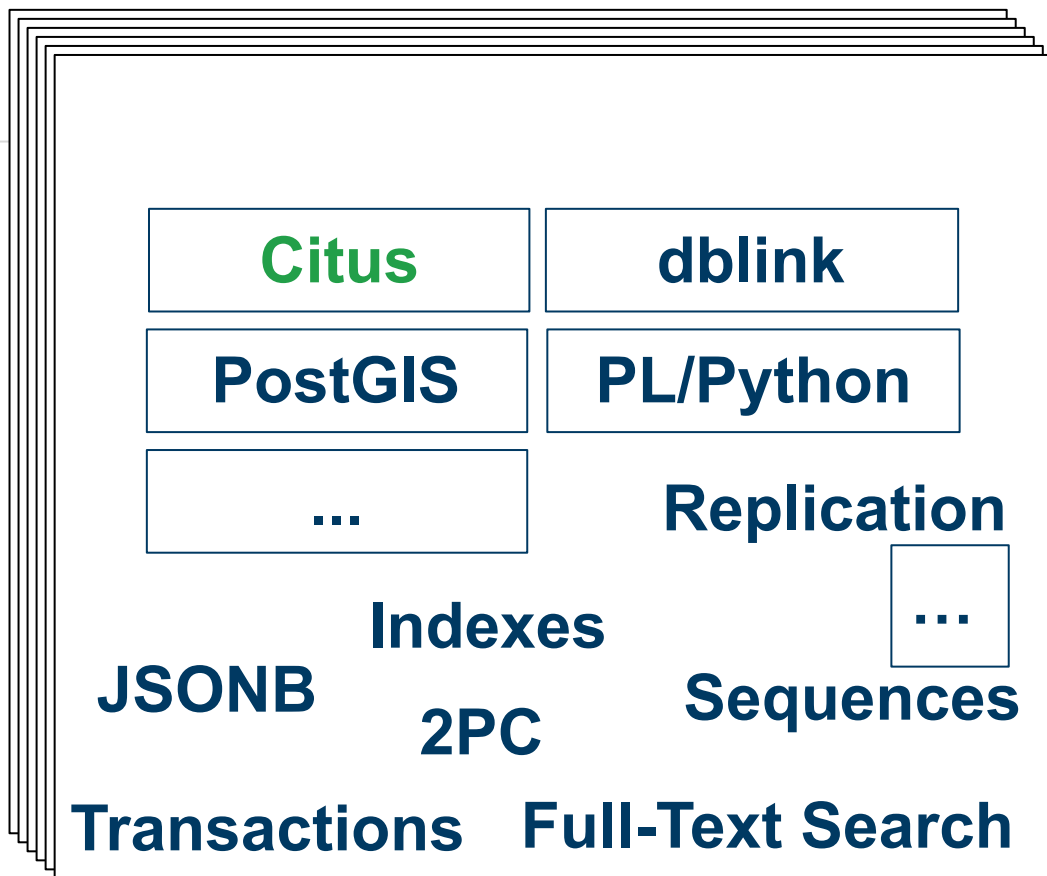 Citus
dblink
PostGIS
PL/Python
...
Replication
...
Indexes
JSONB
Sequences
2PC
Transactions
Full-Text Search